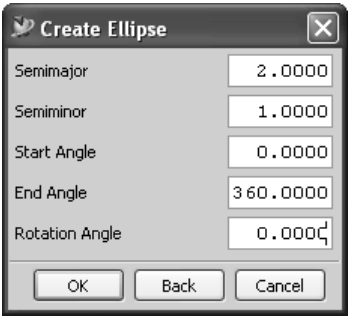 Create Ellipse
Semimajor 2.0000
Semiminor 1.0000
Start Angle 0.0000
End Angle 360.0000
Rotation Angle 0.0000
OK Back Cancel